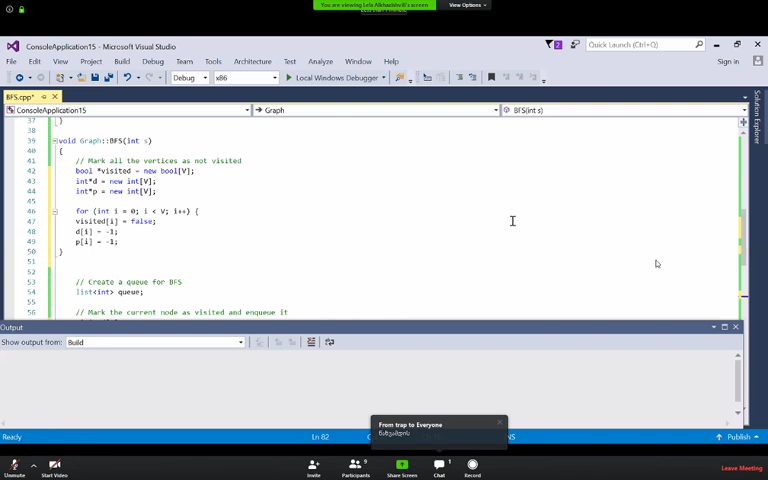 You are viewing Lela Alkhazishvili's screen
View Options
ConsoleApplication15 - Microsoft Visual Studio
2
Quick Launch (Ctrl+Q)
File Edit View Project Build Debug Team Tools Architecture Test Analyze Window Help
Sign in
Debug
x86
Local Windows Debugger
BFS.cpp*
ConsoleApplication15
Graph
BFS(int s)
Solution Explorer
37 }
38
39 void Graph::BFS(int s)
40 {
41 // Mark all the vertices as not visited
42 bool *visited = new bool[V];
43 int*d = new int[V];
44 int*p = new int[V];
45
46 for (int i = 0; i < V; i++) {
47 visited[i] = false;
48 d[i] = -1;
49 p[i] = -1;
50 }
51
52
53 // Create a queue for BFS
54 list<int> queue;
55
56 // Mark the current node as visited and enqueue it
Output
Show output from: Build
From trap to Everyone
ნახვამდის
Ready
Ln 82
NS
Publish
Unmute
Start Video
Invite
Participants
9
Share Screen
Chat
1
Record
Leave Meeting